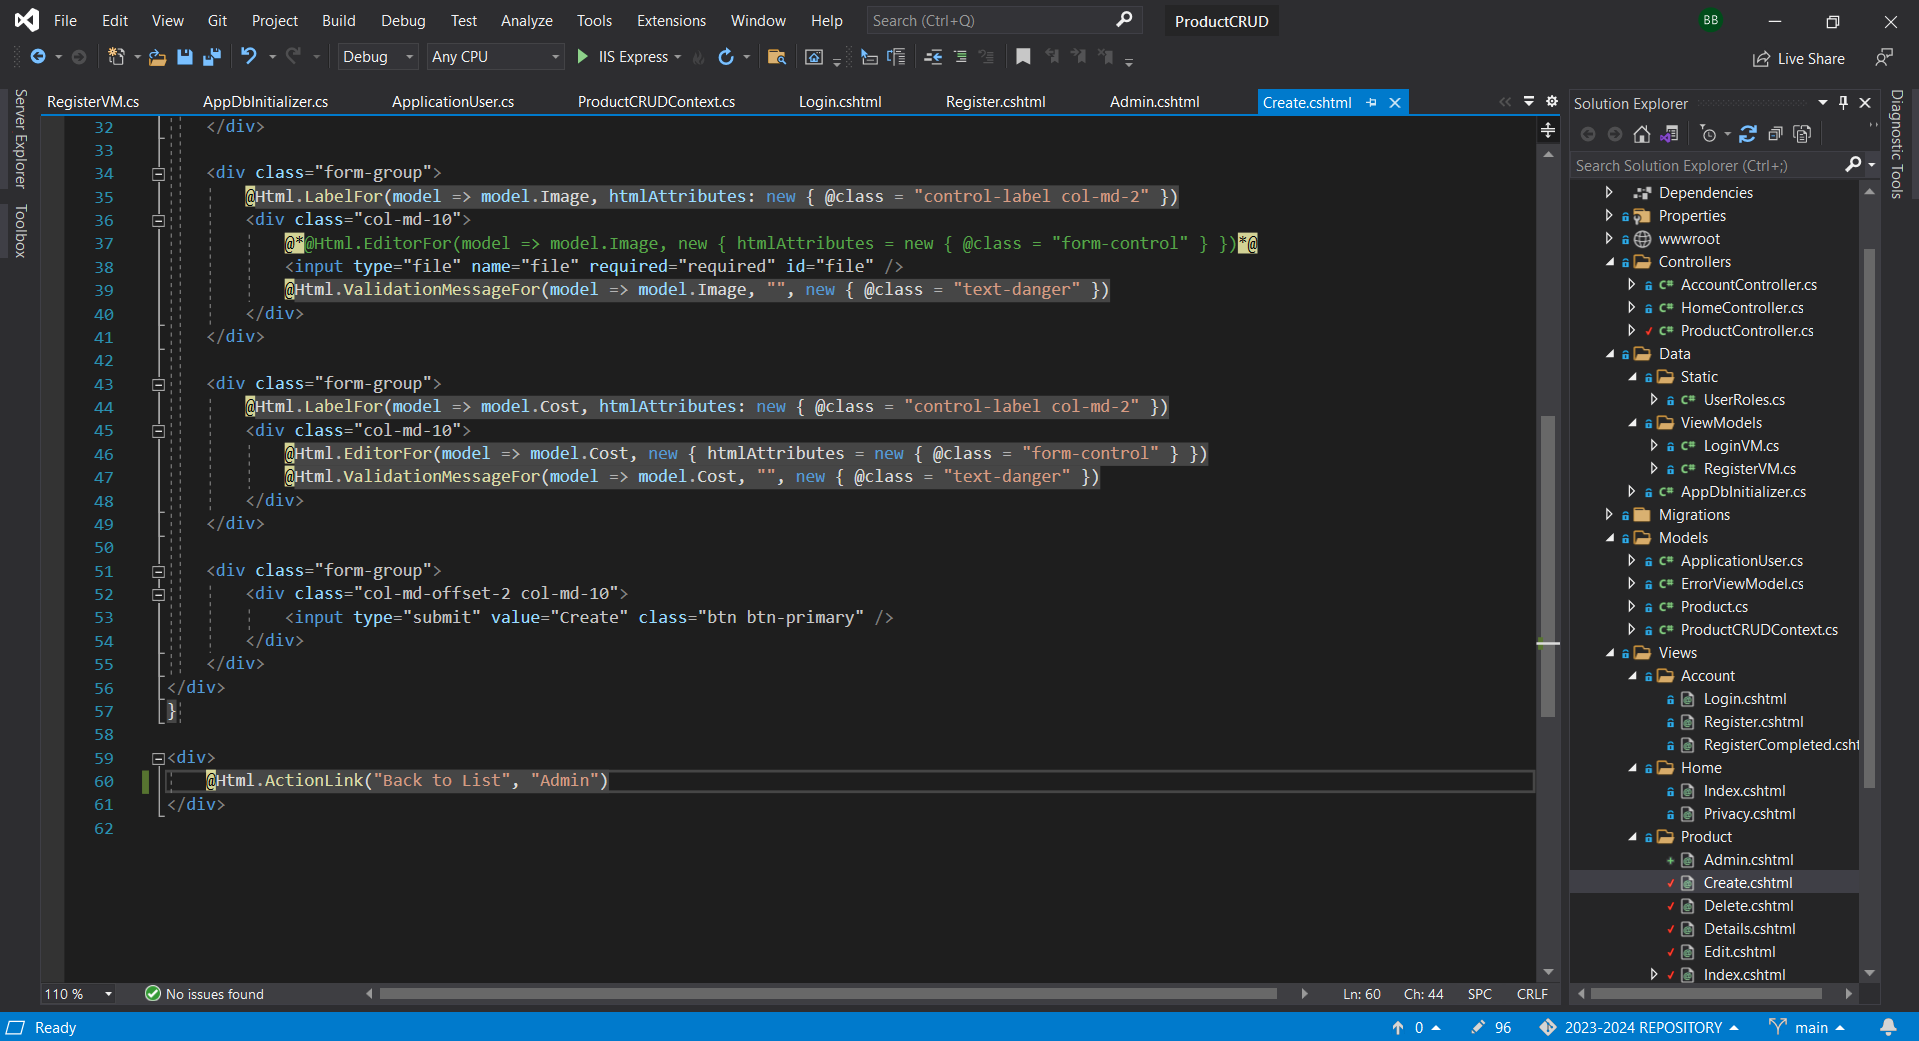 File Edit View Git Project Build Debug Test Analyze Tools Extensions Window Help Search (Ctrl+Q) ProductCRUD BB
Debug Any CPU IIS Express Live Share
Server Explorer
Toolbox
RegisterVM.cs AppDbInitializer.cs ApplicationUser.cs ProductCRUDContext.cs Login.cshtml Register.cshtml Admin.cshtml Create.cshtml
32 </div>
33
34 <div class="form-group">
35 @Html.LabelFor(model => model.Image, htmlAttributes: new { @class = "control-label col-md-2" })
36 <div class="col-md-10">
37 @*@Html.EditorFor(model => model.Image, new { htmlAttributes = new { @class = "form-control" } })*@
38 <input type="file" name="file" required="required" id="file" />
39 @Html.ValidationMessageFor(model => model.Image, "", new { @class = "text-danger" })
40 </div>
41 </div>
42
43 <div class="form-group">
44 @Html.LabelFor(model => model.Cost, htmlAttributes: new { @class = "control-label col-md-2" })
45 <div class="col-md-10">
46 @Html.EditorFor(model => model.Cost, new { htmlAttributes = new { @class = "form-control" } })
47 @Html.ValidationMessageFor(model => model.Cost, "", new { @class = "text-danger" })
48 </div>
49 </div>
50
51 <div class="form-group">
52 <div class="col-md-offset-2 col-md-10">
53 <input type="submit" value="Create" class="btn btn-primary" />
54 </div>
55 </div>
56 </div>
57 }
58
59 <div>
60 @Html.ActionLink("Back to List", "Admin")
61 </div>
62
110 % No issues found Ln: 60 Ch: 44 SPC CRLF
Solution Explorer
Search Solution Explorer (Ctrl+;)
Dependencies
Properties
wwwroot
Controllers
C# AccountController.cs
C# HomeController.cs
C# ProductController.cs
Data
Static
C# UserRoles.cs
ViewModels
C# LoginVM.cs
C# RegisterVM.cs
C# AppDbInitializer.cs
Migrations
Models
C# ApplicationUser.cs
C# ErrorViewModel.cs
C# Product.cs
C# ProductCRUDContext.cs
Views
Account
Login.cshtml
Register.cshtml
RegisterCompleted.csht
Home
Index.cshtml
Privacy.cshtml
Product
Admin.cshtml
Create.cshtml
Delete.cshtml
Details.cshtml
Edit.cshtml
Index.cshtml
Diagnostic Tools
Ready 0 96 2023-2024 REPOSITORY main